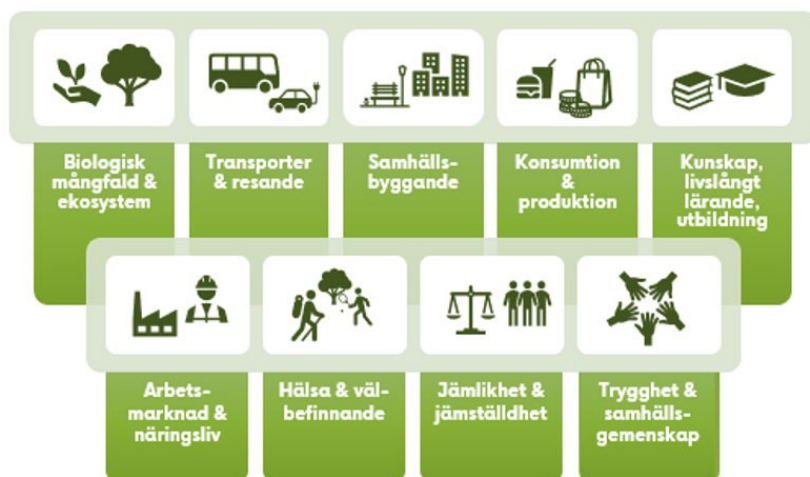 Biologisk
mångfald &
ekosystem
Transporter
& resande
Samhälls-
byggande
Konsumtion
&
produktion
Kunskap,
livslångt
lärande,
utbildning
Arbets-
marknad &
näringsliv
Hälsa & väl-
befinnande
Jämlikhet &
jämställdhet
Trygghet &
samhälls-
gemenskap